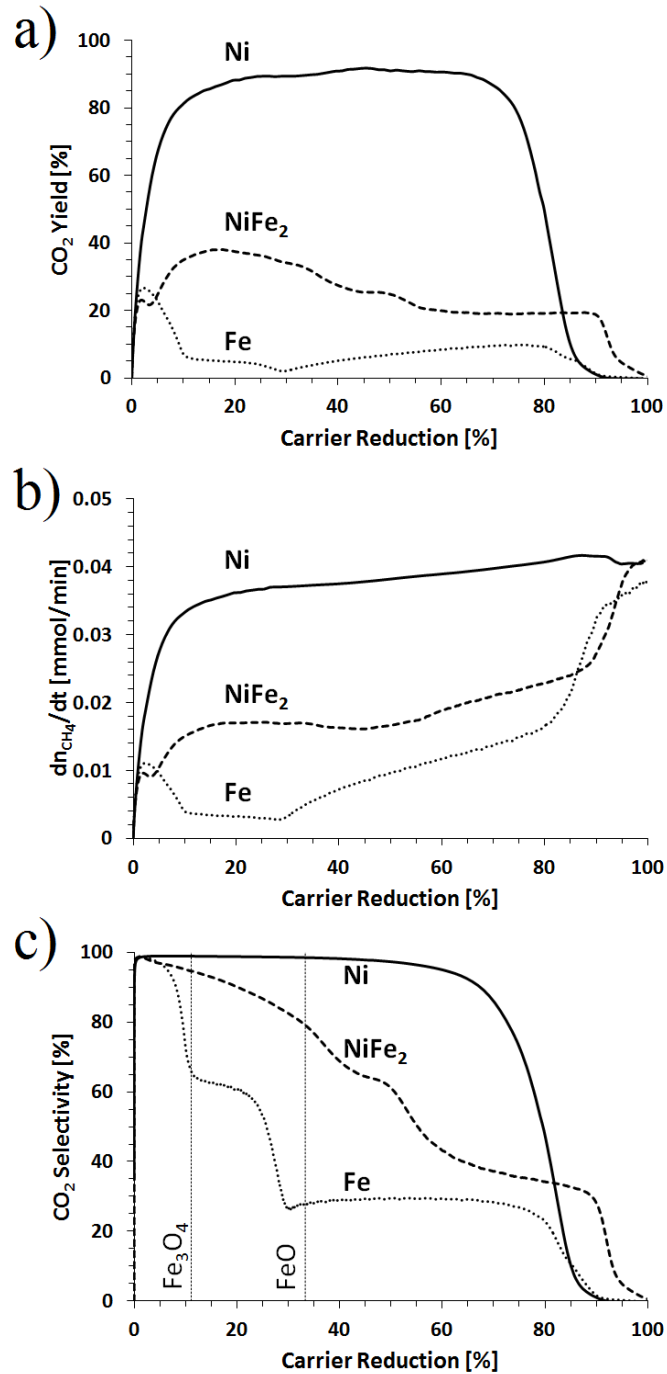 a)
100
80
60
40
20
0
CO₂ Yield [%]
Ni
NiFe₂
Fe
0 20 40 60 80 100
Carrier Reduction [%]
b)
0.05
0.04
0.03
0.02
0.01
0
dn_CH4/dt [mmol/min]
Ni
NiFe₂
Fe
0 20 40 60 80 100
Carrier Reduction [%]
c)
100
80
60
40
20
0
CO₂ Selectivity [%]
Ni
NiFe₂
Fe
Fe₃O₄
FeO
0 20 40 60 80 100
Carrier Reduction [%]